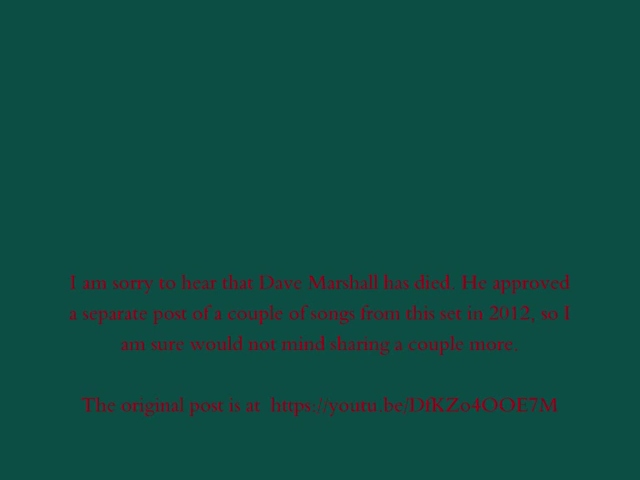 I am sorry to hear that Dave Marshall has died. He approved
a separate post of a couple of songs from this set in 2012, so I
am sure would not mind sharing a couple more.
The original post is at https://youtu.be/DfKZo4OOE7M